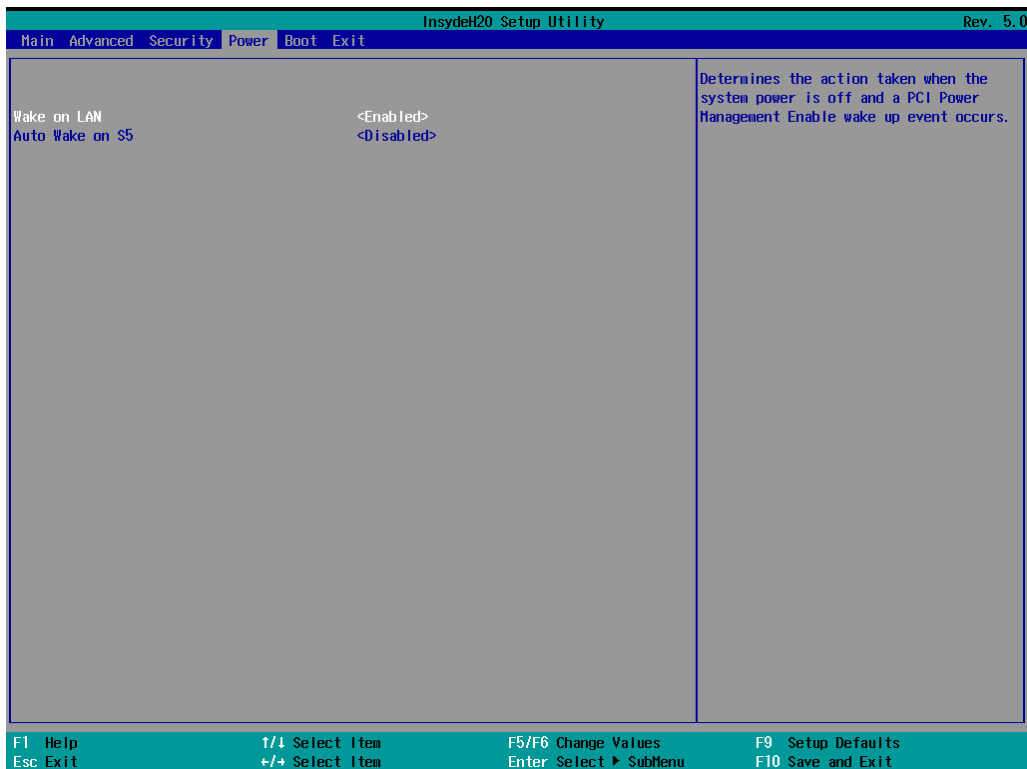 InsydeH20 Setup Utility Rev. 5.0
Main Advanced Security Power Boot Exit
Determines the action taken when the
system power is off and a PCI Power
Management Enable wake up event occurs.
Wake on LAN <Enabled>
Auto Wake on S5 <Disabled>
F1 Help ↑/↓ Select Item F5/F6 Change Values F9 Setup Defaults
Esc Exit ←/→ Select Item Enter Select ▶ SubMenu F10 Save and Exit